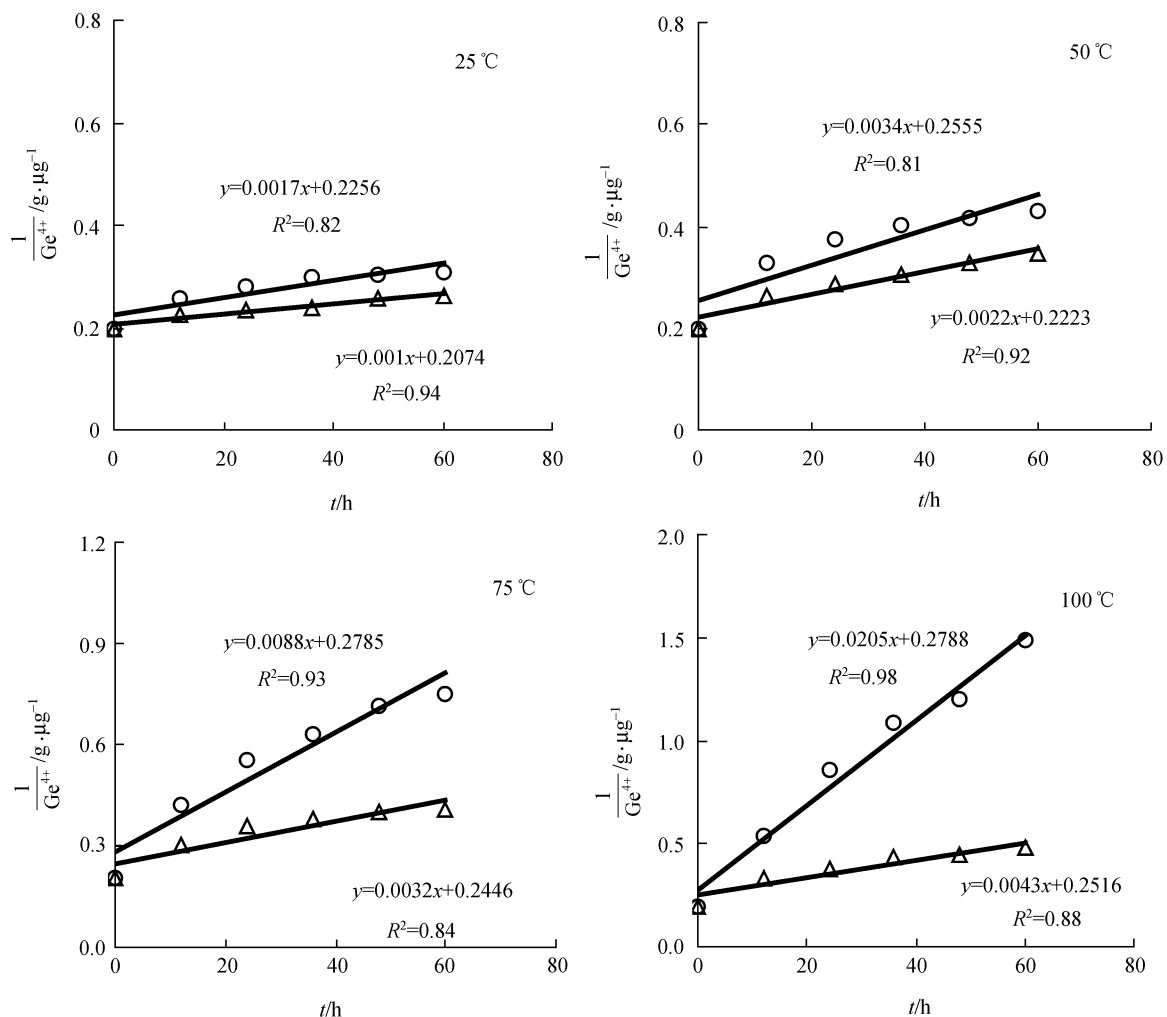 0.8
25 ℃
0.6
y=0.0017x+0.2256
R²=0.82
1
Ge⁴⁺ /g·μg⁻¹
0.4
0.2
y=0.001x+0.2074
R²=0.94
0
0 20 40 60 80
t/h
0.8
50 ℃
0.6
y=0.0034x+0.2555
R²=0.81
1
Ge⁴⁺ /g·μg⁻¹
0.4
0.2
y=0.0022x+0.2223
R²=0.92
0
0 20 40 60 80
t/h
1.2
75 ℃
0.9
y=0.0088x+0.2785
R²=0.93
1
Ge⁴⁺ /g·μg⁻¹
0.6
0.3
y=0.0032x+0.2446
R²=0.84
0.0
0 20 40 60 80
t/h
2.0
100 ℃
1.5
y=0.0205x+0.2788
R²=0.98
1
Ge⁴⁺ /g·μg⁻¹
1.0
0.5
y=0.0043x+0.2516
R²=0.88
0.0
0 20 40 60 80
t/h